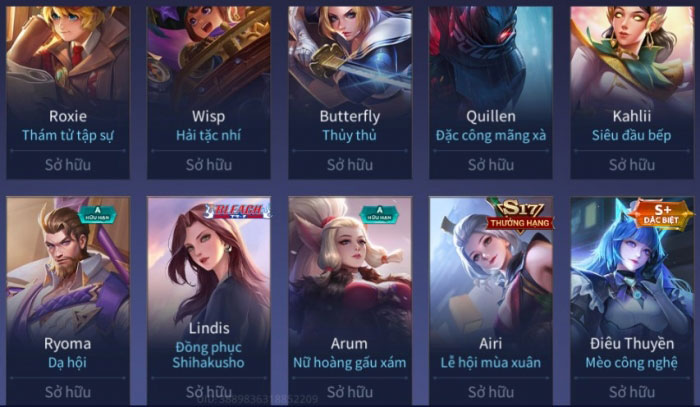 Roxie
Thám tử tập sự
Sở hữu
Wisp
Hải tặc nhí
Sở hữu
Butterfly
Thủy thủ
Sở hữu
Quillen
Đặc công mãng xà
Sở hữu
Kahlii
Siêu đầu bếp
Sở hữu
A
HỮU HẠN
Ryoma
Dạ hội
Sở hữu
BLEACH
Lindis
Đồng phục
Shihakusho
Sở hữu
A
HỮU HẠN
Arum
Nữ hoàng gấu xám
Sở hữu
S17
THƯỞNG HẠNG
Airi
Lễ hội mùa xuân
Sở hữu
S+
ĐẶC BIỆT
Điêu Thuyền
Mèo công nghệ
Sở hữu